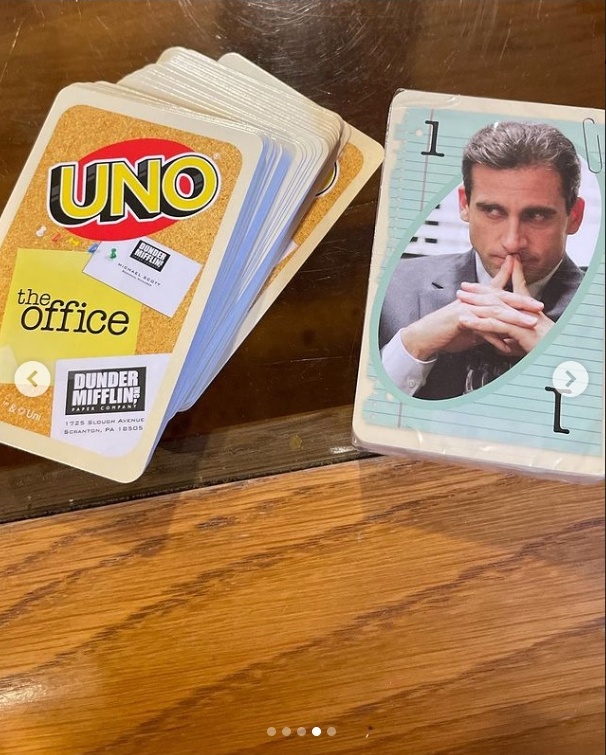 UNO
DUNDER
MIFFLIN
MICHAEL SCOTT
the
office
DUNDER
MIFFLIN
PAPER COMPANY
1725 SLOUGH AVENUE
SCRANTON, PA 18505
& © Uni
1
1